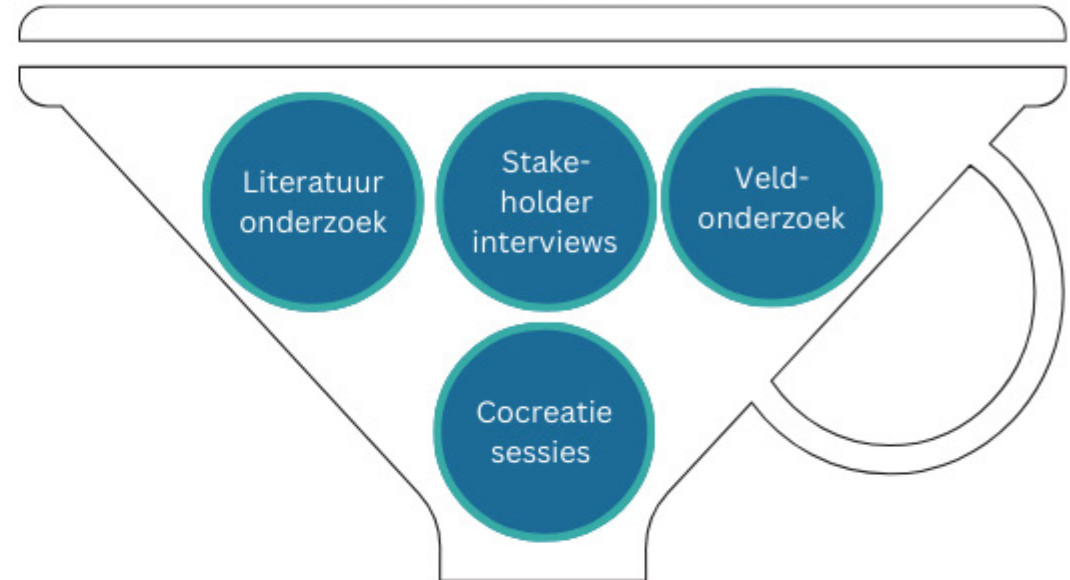 Literatuur
onderzoek
Stake-
holder
interviews
Veld-
onderzoek
Cocreatie
sessies